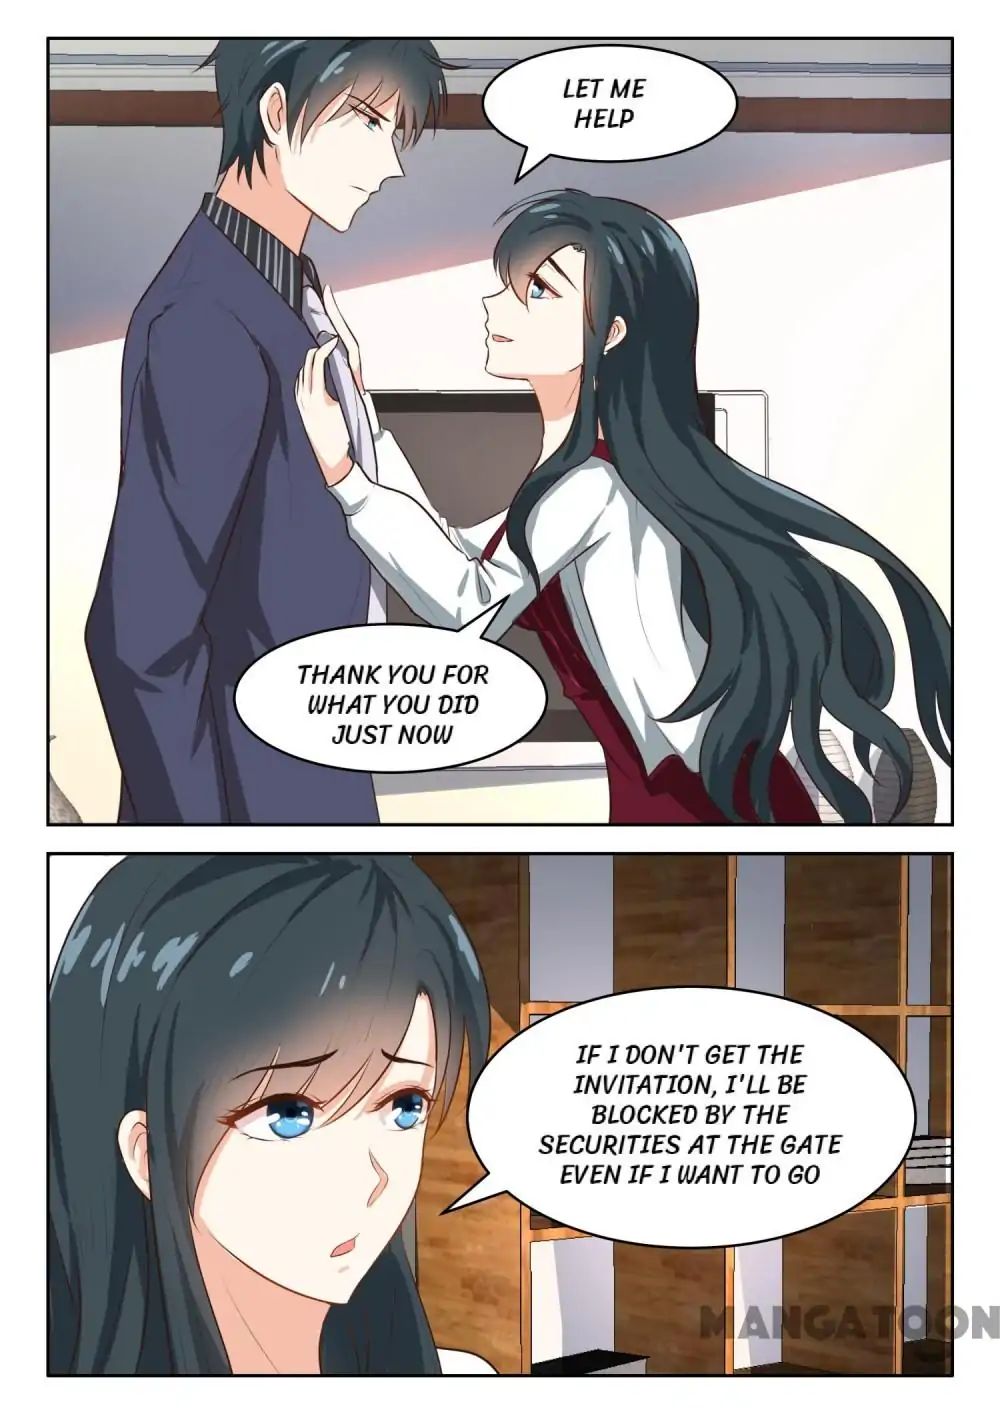 LET ME
HELP
THANK YOU FOR
WHAT YOU DID
JUST NOW
IF I DON'T GET THE
INVITATION, I'LL BE
BLOCKED BY THE
SECURITIES AT THE GATE
EVEN IF I WANT TO GO
MANGATOON